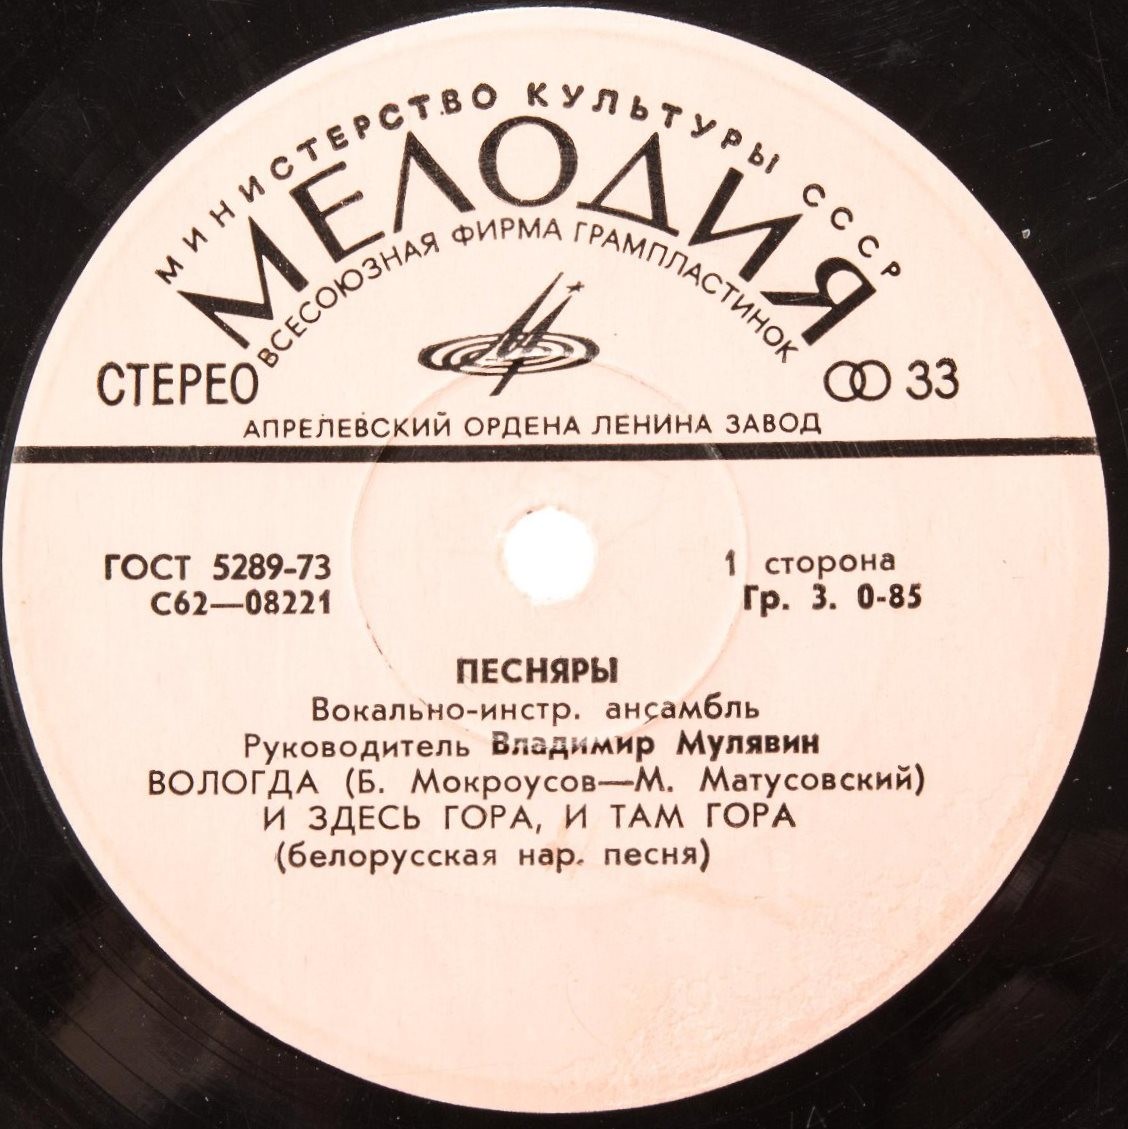 МИНИСТЕРСТВО КУЛЬТУРЫ СССР
МЕЛОДИЯ
ВСЕСОЮЗНАЯ ФИРМА ГРАМПЛАСТИНОК
СТЕРЕО
33
АПРЕЛЕВСКИЙ ОРДЕНА ЛЕНИНА ЗАВОД
ГОСТ 5289-73
С62—08221
1 сторона
Гр. 3. 0-85
ПЕСНЯРЫ
Вокально-инстр. ансамбль
Руководитель Владимир Мулявин
ВОЛОГДА (Б. Мокроусов—М. Матусовский)
И ЗДЕСЬ ГОРА, И ТАМ ГОРА
(белорусская нар. песня)